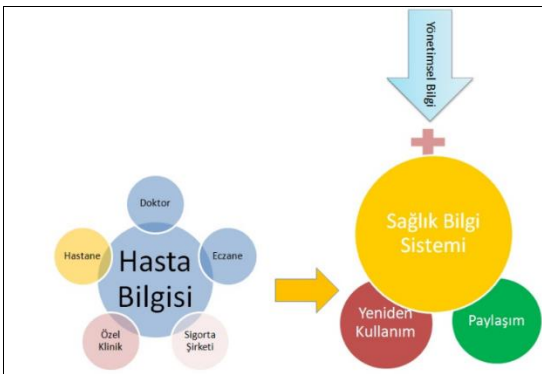 Yönetimsel Bilgi
Sağlık Bilgi
Sistemi
Yeniden
Kullanım
Paylaşım
Doktor
Hastane
Eczane
Hasta
Bilgisi
Özel
Klinik
Sigorta
Şirketi